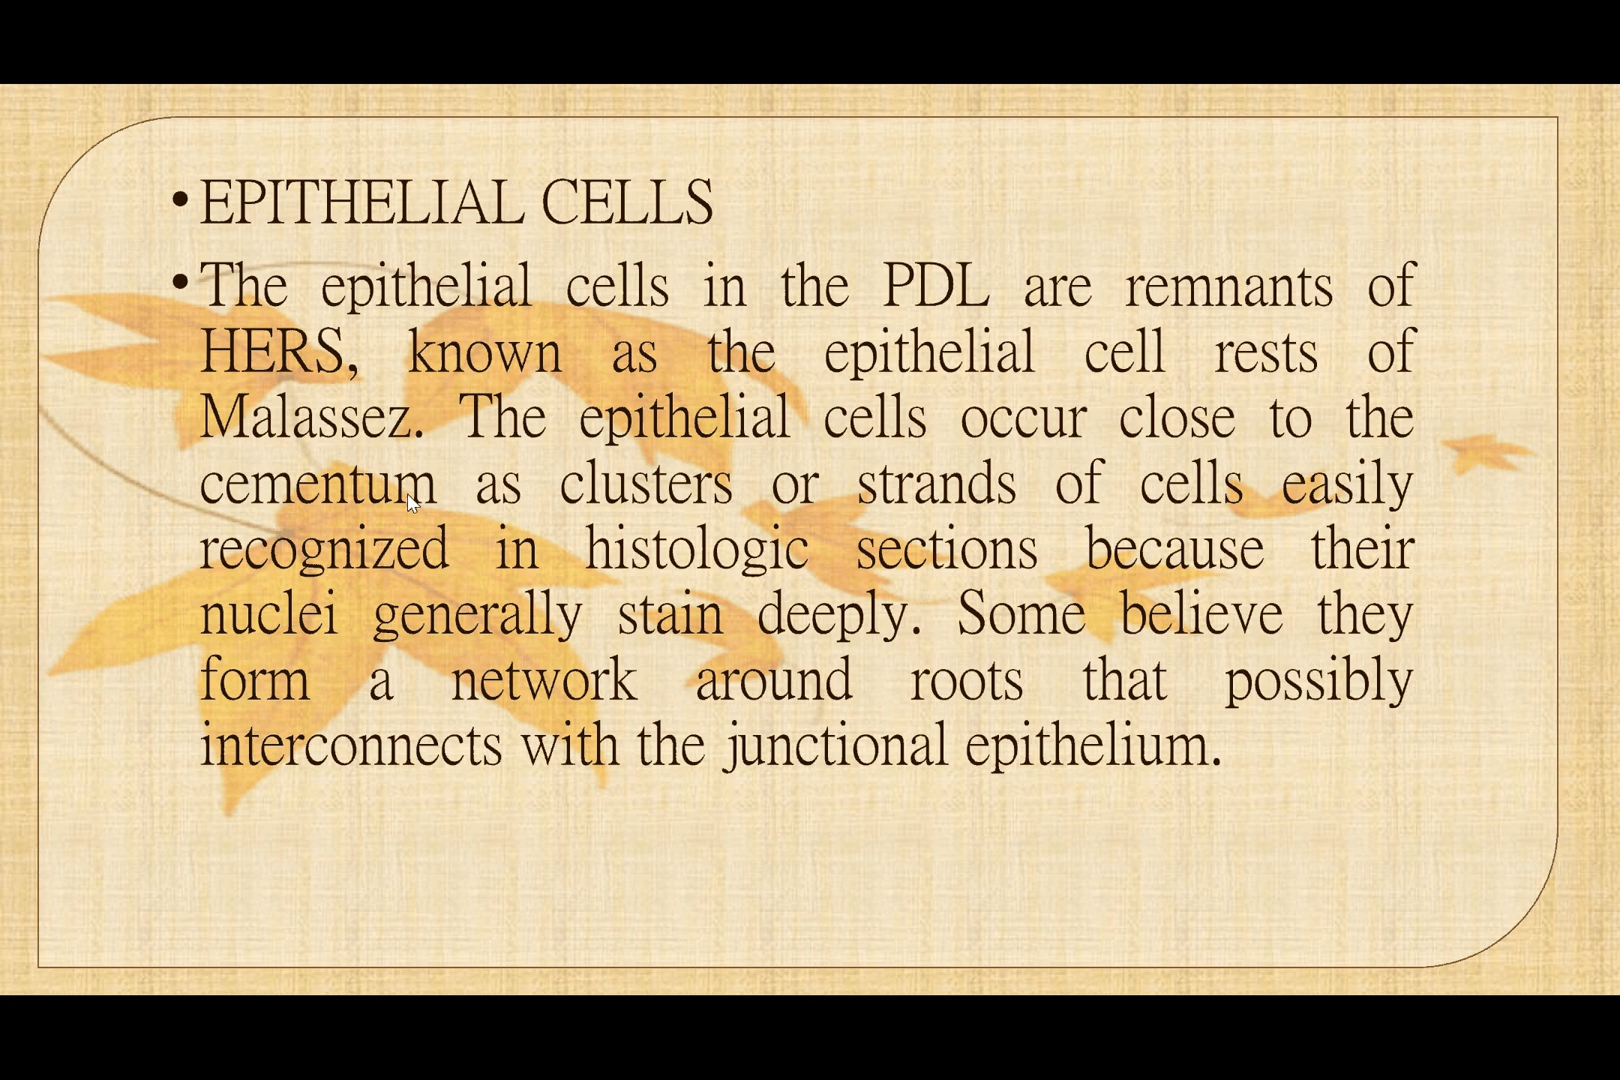 • EPITHELIAL CELLS
• The epithelial cells in the PDL are remnants of
HERS, known as the epithelial cell rests of
Malassez. The epithelial cells occur close to the
cementum as clusters or strands of cells easily
recognized in histologic sections because their
nuclei generally stain deeply. Some believe they
form a network around roots that possibly
interconnects with the junctional epithelium.